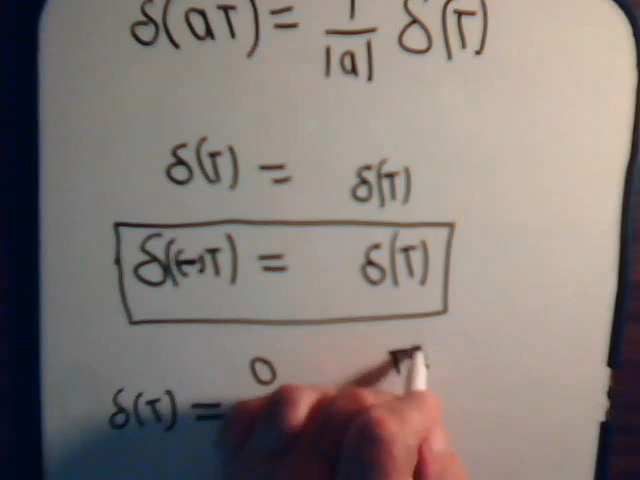 δ(aT) = 1/|a| δ(T)
δ(T) = δ(T)
δ(-T) = δ(T)
0
δ(T) =